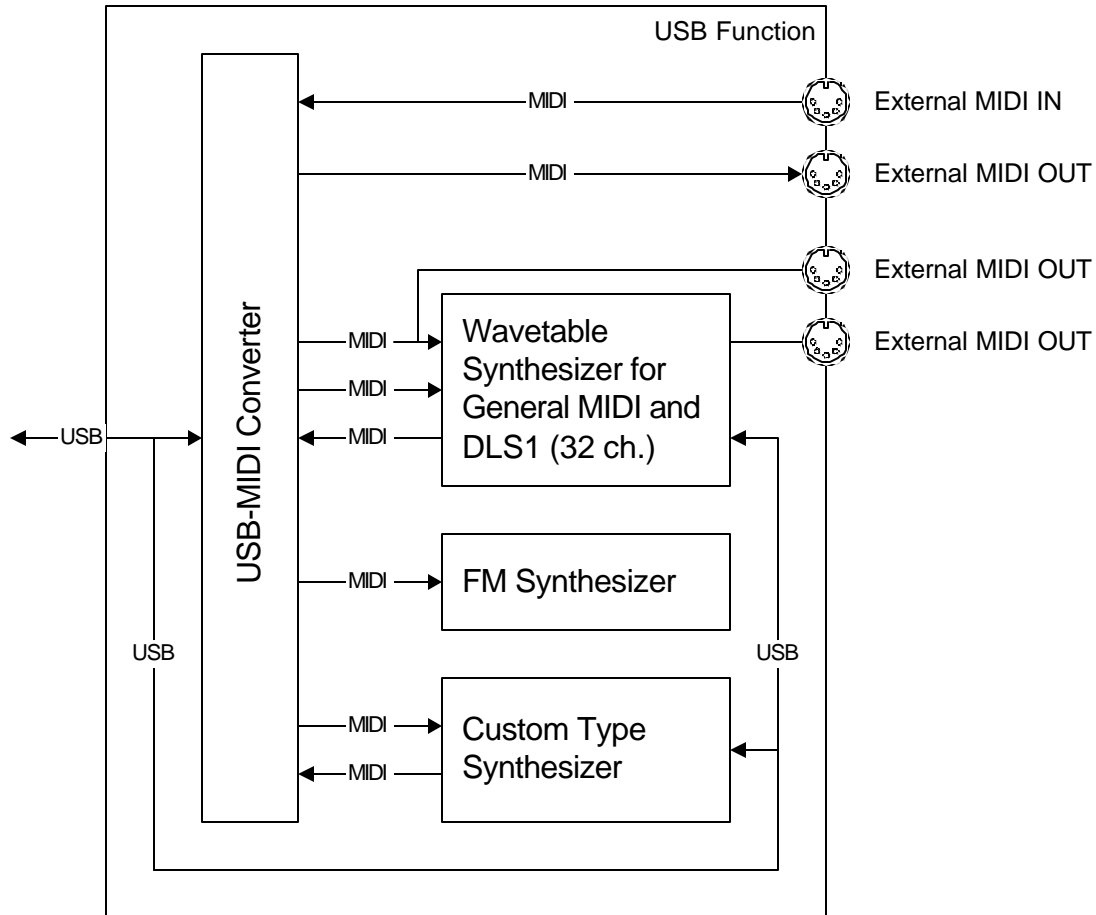 USB Function
MIDI
External MIDI IN
MIDI
External MIDI OUT
External MIDI OUT
USB-MIDI Converter
MIDI
MIDI
MIDI
Wavetable
Synthesizer for
General MIDI and
DLS1 (32 ch.)
External MIDI OUT
USB
MIDI
FM Synthesizer
USB
USB
MIDI
MIDI
Custom Type
Synthesizer